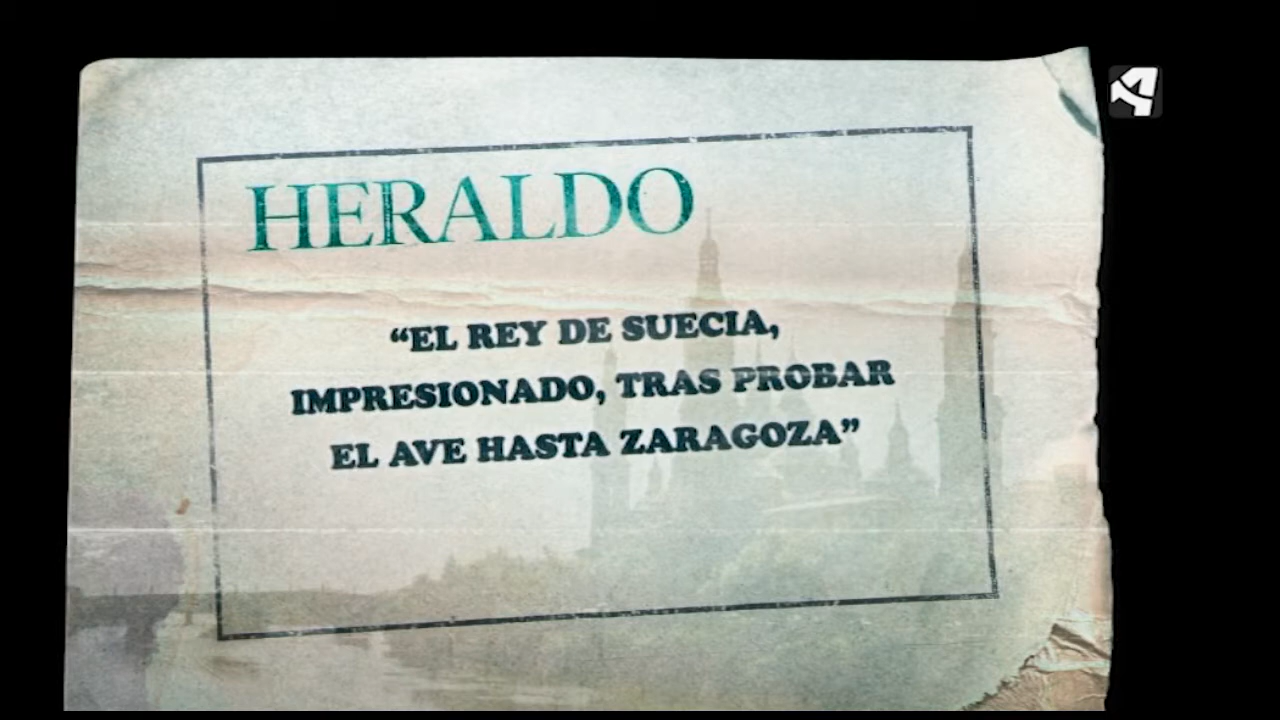 HERALDO
“EL REY DE SUECIA,
IMPRESIONADO, TRAS PROBAR
EL AVE HASTA ZARAGOZA”